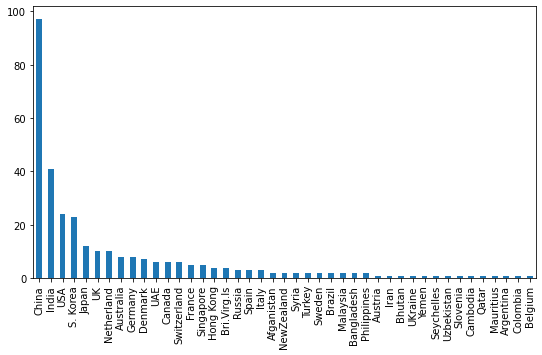 100
80
60
40
20
0
China
India
USA
S. Korea
Japan
UK
Netherland
Australia
Germany
Denmark
UAE
Canada
Switzerland
France
Singapore
Hong Kong
Bri.Virg.is
Russia
Spain
Italy
Afganistan
NewZealand
Syria
Turkey
Sweden
Brazil
Malaysia
Bangladesh
Philippines
Austria
Iran
Bhutan
UKraine
Yemen
Seychelles
Uzbekistan
Slovenia
Cambodia
Qatar
Mauritius
Argentina
Colombia
Belgium